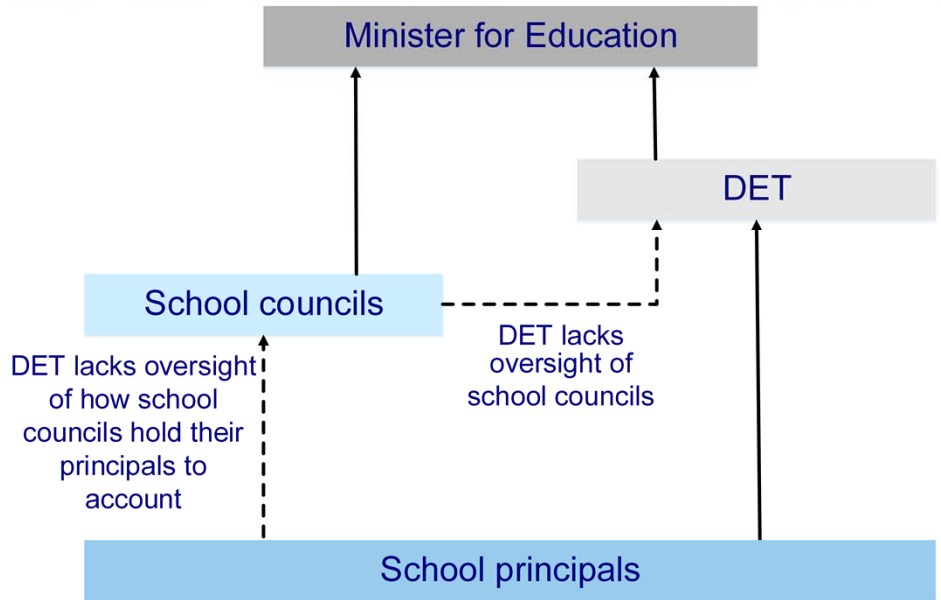 Minister for Education
DET
School councils
DET lacks
oversight of
school councils
DET lacks oversight
of how school
councils hold their
principals to
account
School principals